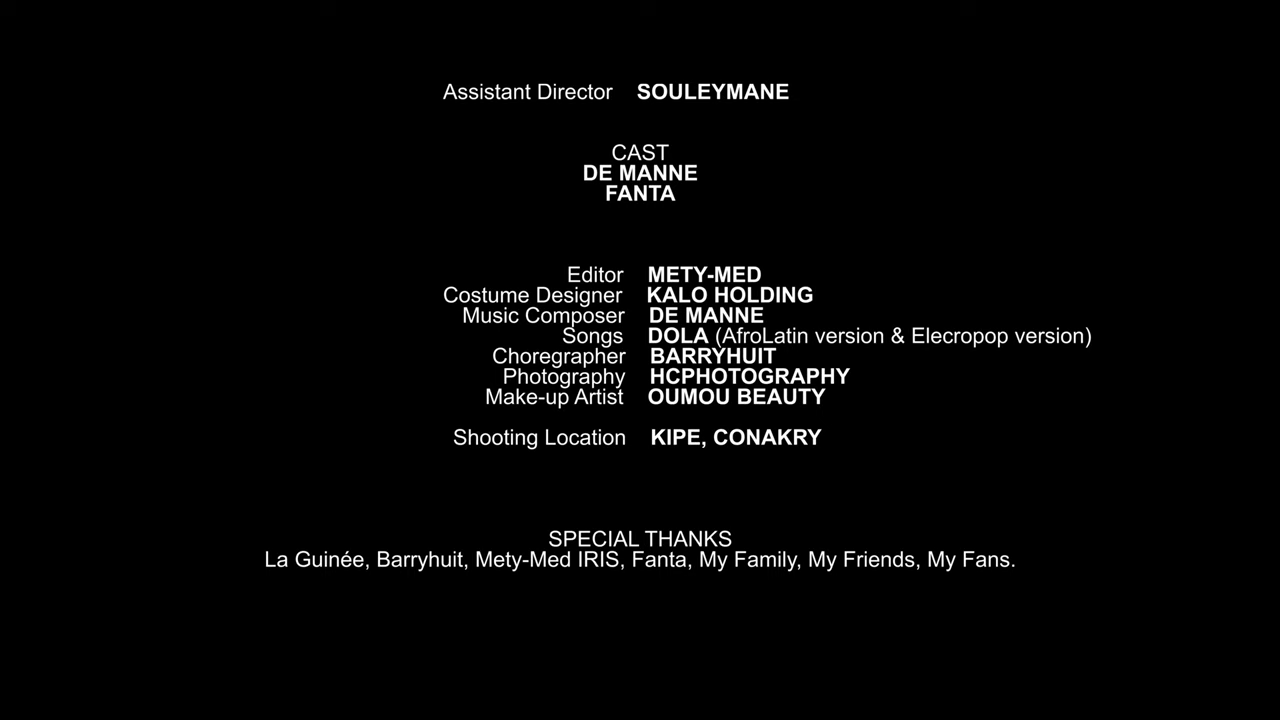 Assistant Director SOULEYMANE
CAST
DE MANNE
FANTA
Editor METY-MED
Costume Designer KALO HOLDING
Music Composer DE MANNE
Songs DOLA (AfroLatin version & Elecropop version)
Choregrapher BARRYHUIT
Photography HCPHOTOGRAPHY
Make-up Artist OUMOU BEAUTY
Shooting Location KIPE, CONAKRY
SPECIAL THANKS
La Guinée, Barryhuit, Mety-Med IRIS, Fanta, My Family, My Friends, My Fans.